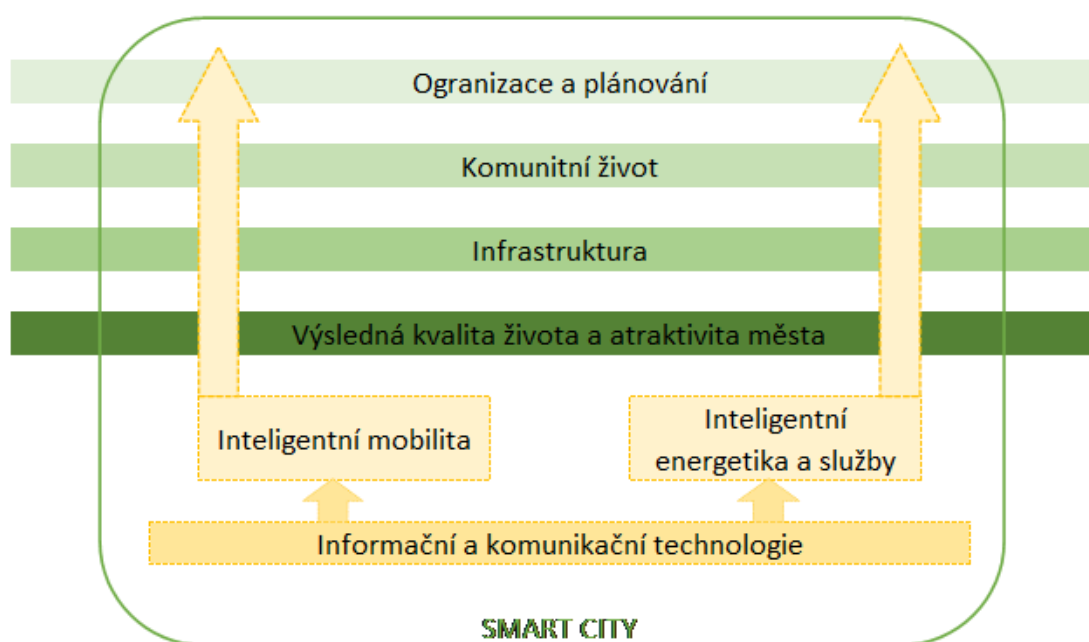 Ogranizace a plánování
Komunitní život
Infrastruktura
Výsledná kvalita života a atraktivita města
Inteligentní mobilita
Inteligentní
energetika a služby
Informační a komunikační technologie
SMART CITY